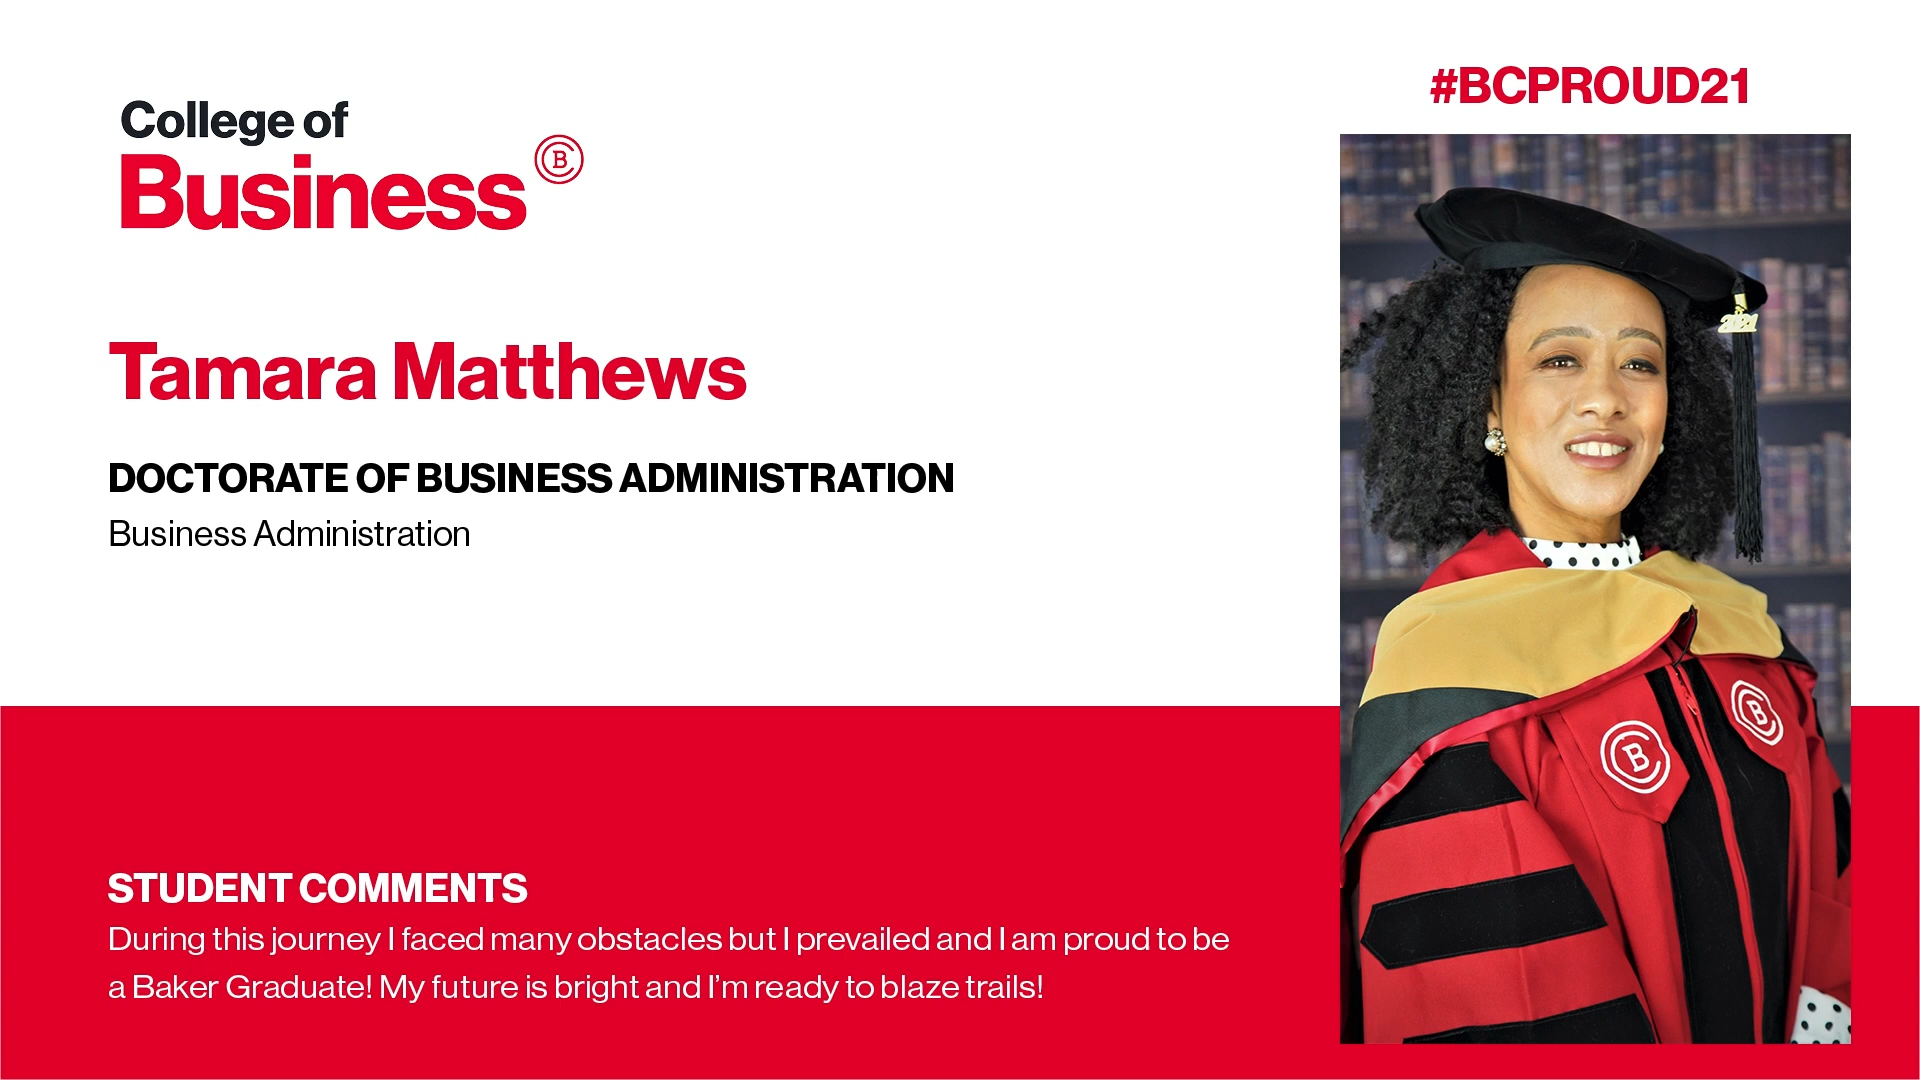 #BCPROUD21
College of
Business
B
Tamara Matthews
DOCTORATE OF BUSINESS ADMINISTRATION
Business Administration
2021
B
B
STUDENT COMMENTS
During this journey I faced many obstacles but I prevailed and I am proud to be
a Baker Graduate! My future is bright and I'm ready to blaze trails!